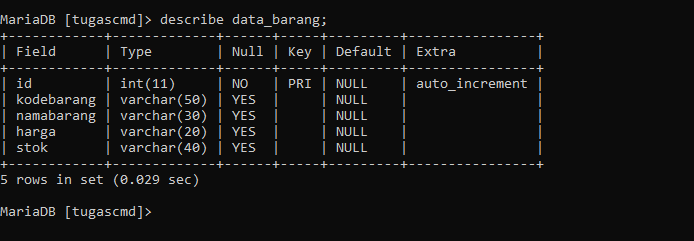 MariaDB [tugascmd]> describe data_barang;
+------------+-------------+------+-----+---------+----------------+
| Field      | Type        | Null | Key | Default | Extra          |
+------------+-------------+------+-----+---------+----------------+
| id         | int(11)     | NO   | PRI | NULL    | auto_increment |
| kodebarang | varchar(50) | YES  |     | NULL    |                |
| namabarang | varchar(30) | YES  |     | NULL    |                |
| harga      | varchar(20) | YES  |     | NULL    |                |
| stok       | varchar(40) | YES  |     | NULL    |                |
+------------+-------------+------+-----+---------+----------------+
5 rows in set (0.029 sec)
MariaDB [tugascmd]>